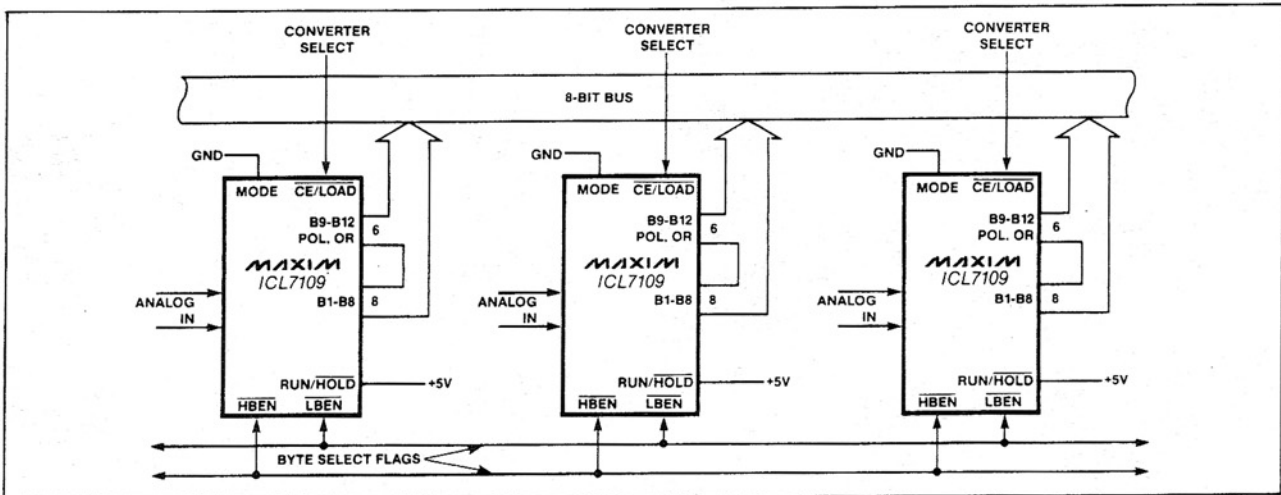 CONVERTER
SELECT
CONVERTER
SELECT
CONVERTER
SELECT
8-BIT BUS
GND
MODE CE/LOAD
B9-B12
POL. OR
6
MAXIM
ICL7109
B1-B8
8
ANALOG
IN
RUN/HOLD
+5V
HBEN LBEN
GND
MODE CE/LOAD
B9-B12
POL. OR
6
MAXIM
ICL7109
B1-B8
8
ANALOG
IN
RUN/HOLD
+5V
HBEN LBEN
GND
MODE CE/LOAD
B9-B12
POL. OR
6
MAXIM
ICL7109
B1-B8
8
ANALOG
IN
RUN/HOLD
+5V
HBEN LBEN
BYTE SELECT FLAGS